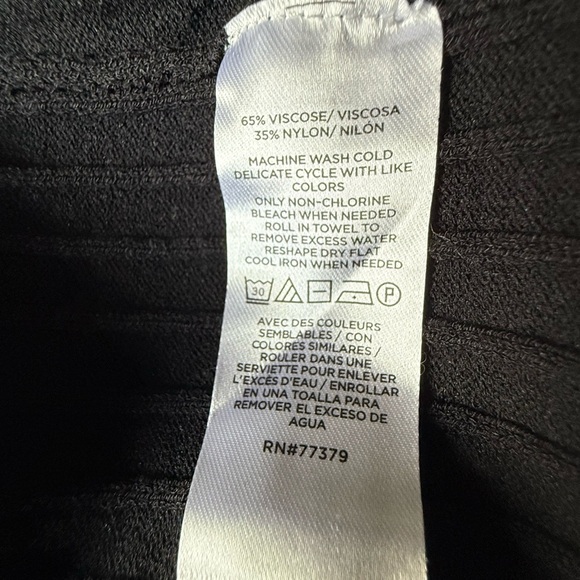 65% VISCOSE/ VISCOSA
35% NYLON/ NILÓN
MACHINE WASH COLD
DELICATE CYCLE WITH LIKE
COLORS
ONLY NON-CHLORINE
BLEACH WHEN NEEDED
ROLL IN TOWEL TO
REMOVE EXCESS WATER
RESHAPE DRY FLAT
COOL IRON WHEN NEEDED
30 P
AVEC DES COULEURS
SEMBLABLES / CON
COLORES SIMILARES /
ROULER DANS UNE
SERVIETTE POUR ENLEVER
L'EXCÉS D'EAU / ENROLLAR
EN UNA TOALLA PARA
REMOVER EL EXCESO DE
AGUA
RN#77379